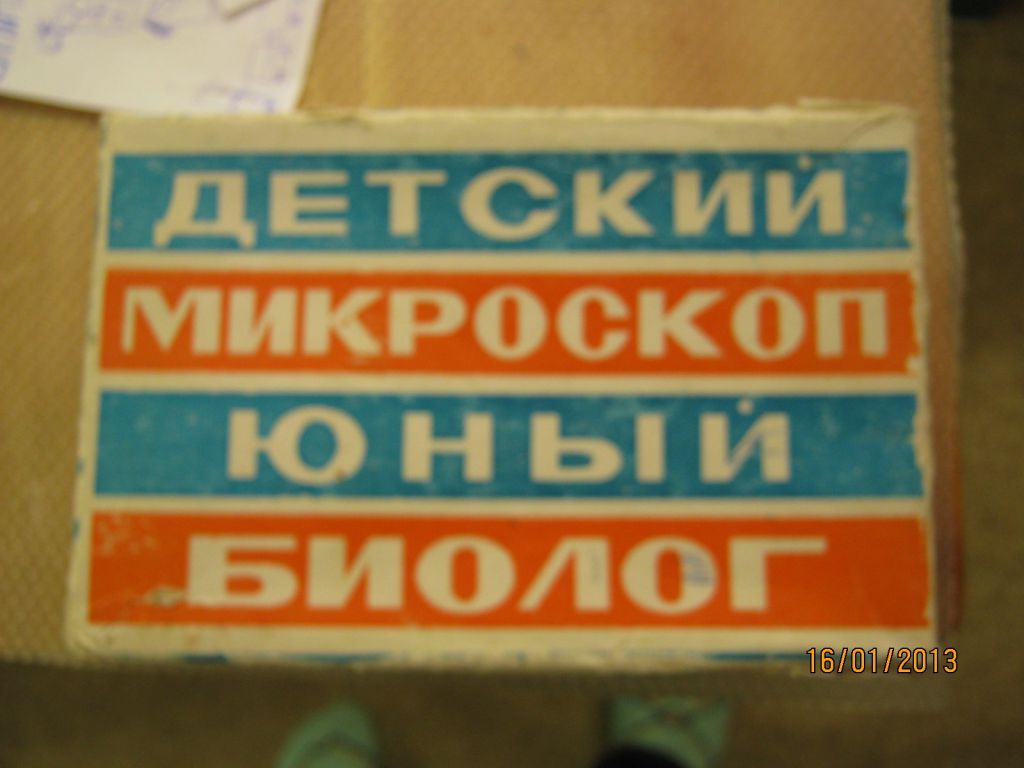 ДЕТСКИЙ
МИКРОСКОП
ЮНЫЙ
БИОЛОГ
16/01/2013